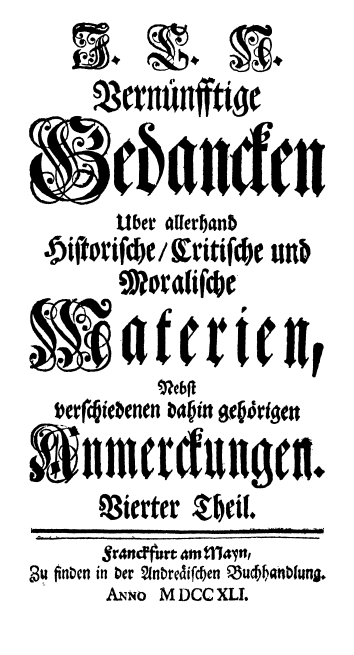 J. C. N.
Vernünfftige
Gedancken
Uber allerhand
Historische/Critische und
Moralische
Materien,
Nebst
verschiedenen dahin gehörigen
Anmerckungen.
Vierter Theil.
Franckfurt am Mayn,
Zu finden in der Andreäischen Buchhandlung.
ANNO MDCCXLI.